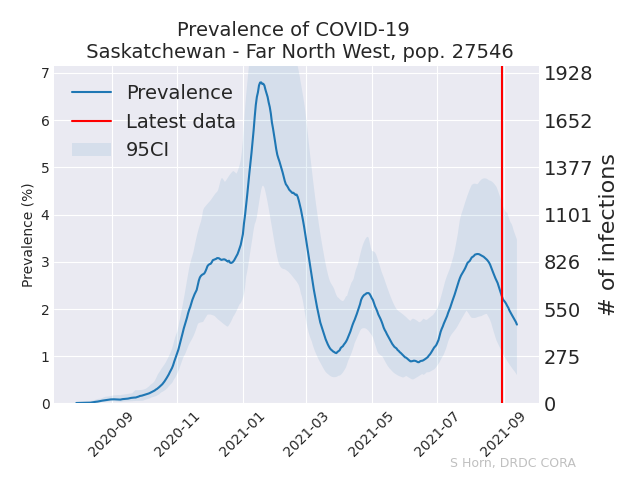 Prevalence of COVID-19
Saskatchewan - Far North West, pop. 27546
Prevalence
Latest data
95CI
Prevalence (%)
7
6
5
4
3
2
1
0
1928
1652
1377
1101
826
550
275
0
# of infections
2020-09
2020-11
2021-01
2021-03
2021-05
2021-07
2021-09
S Horn, DRDC CORA